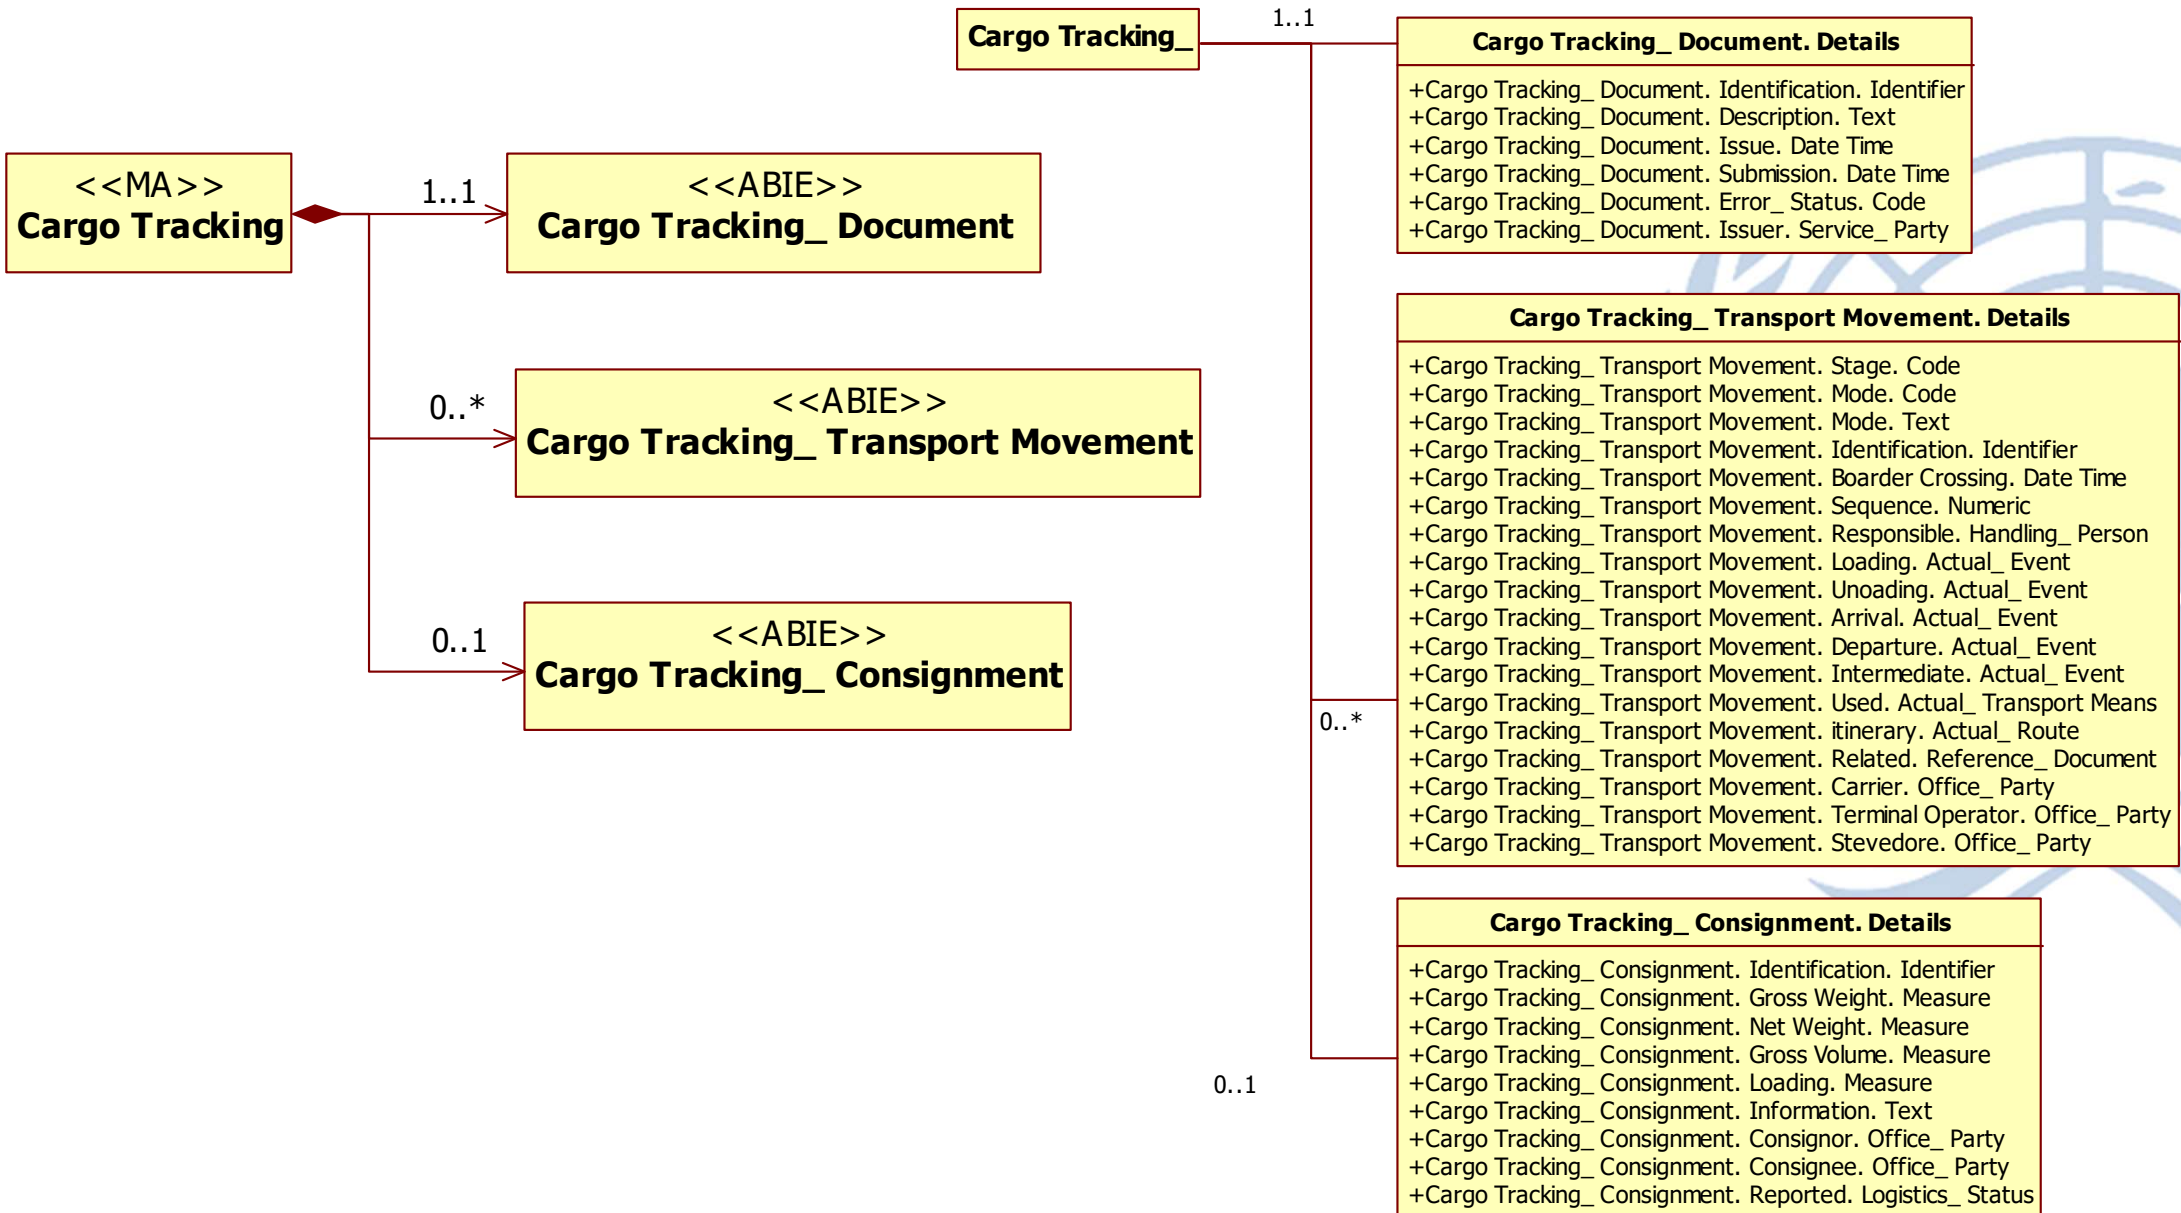 <<MA>>
Cargo Tracking
1..1
<<ABIE>>
Cargo Tracking_ Document
0..*
<<ABIE>>
Cargo Tracking_ Transport Movement
0..1
<<ABIE>>
Cargo Tracking_ Consignment
Cargo Tracking_
1..1
Cargo Tracking_ Document. Details
+Cargo Tracking_ Document. Identification. Identifier
+Cargo Tracking_ Document. Description. Text
+Cargo Tracking_ Document. Issue. Date Time
+Cargo Tracking_ Document. Submission. Date Time
+Cargo Tracking_ Document. Error_ Status. Code
+Cargo Tracking_ Document. Issuer. Service_ Party
0..*
Cargo Tracking_ Transport Movement. Details
+Cargo Tracking_ Transport Movement. Stage. Code
+Cargo Tracking_ Transport Movement. Mode. Code
+Cargo Tracking_ Transport Movement. Mode. Text
+Cargo Tracking_ Transport Movement. Identification. Identifier
+Cargo Tracking_ Transport Movement. Boarder Crossing. Date Time
+Cargo Tracking_ Transport Movement. Sequence. Numeric
+Cargo Tracking_ Transport Movement. Responsible. Handling_ Person
+Cargo Tracking_ Transport Movement. Loading. Actual_ Event
+Cargo Tracking_ Transport Movement. Unoading. Actual_ Event
+Cargo Tracking_ Transport Movement. Arrival. Actual_ Event
+Cargo Tracking_ Transport Movement. Departure. Actual_ Event
+Cargo Tracking_ Transport Movement. Intermediate. Actual_ Event
+Cargo Tracking_ Transport Movement. Used. Actual_ Transport Means
+Cargo Tracking_ Transport Movement. itinerary. Actual_ Route
+Cargo Tracking_ Transport Movement. Related. Reference_ Document
+Cargo Tracking_ Transport Movement. Carrier. Office_ Party
+Cargo Tracking_ Transport Movement. Terminal Operator. Office_ Party
+Cargo Tracking_ Transport Movement. Stevedore. Office_ Party
0..1
Cargo Tracking_ Consignment. Details
+Cargo Tracking_ Consignment. Identification. Identifier
+Cargo Tracking_ Consignment. Gross Weight. Measure
+Cargo Tracking_ Consignment. Net Weight. Measure
+Cargo Tracking_ Consignment. Gross Volume. Measure
+Cargo Tracking_ Consignment. Loading. Measure
+Cargo Tracking_ Consignment. Information. Text
+Cargo Tracking_ Consignment. Consignor. Office_ Party
+Cargo Tracking_ Consignment. Consignee. Office_ Party
+Cargo Tracking_ Consignment. Reported. Logistics_ Status